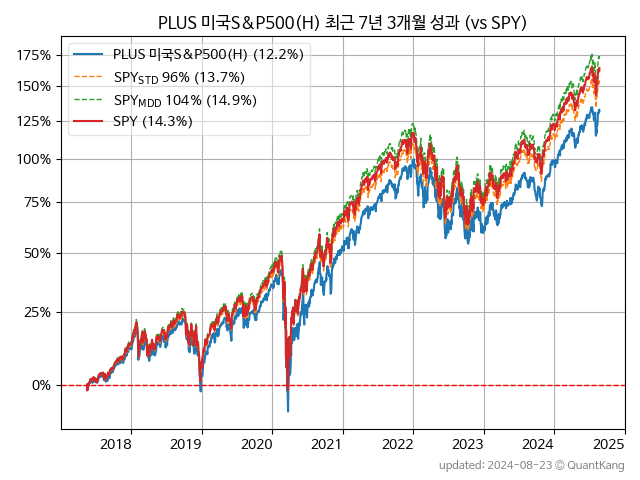 PLUS 미국S&P500(H) 최근 7년 3개월 성과 (vs SPY)
175%
150%
125%
100%
75%
50%
25%
0%
PLUS 미국S&P500(H) (12.2%)
SPY_STD 96% (13.7%)
SPY_MDD 104% (14.9%)
SPY (14.3%)
2018 2019 2020 2021 2022 2023 2024 2025
updated: 2024-08-23 © QuantKang